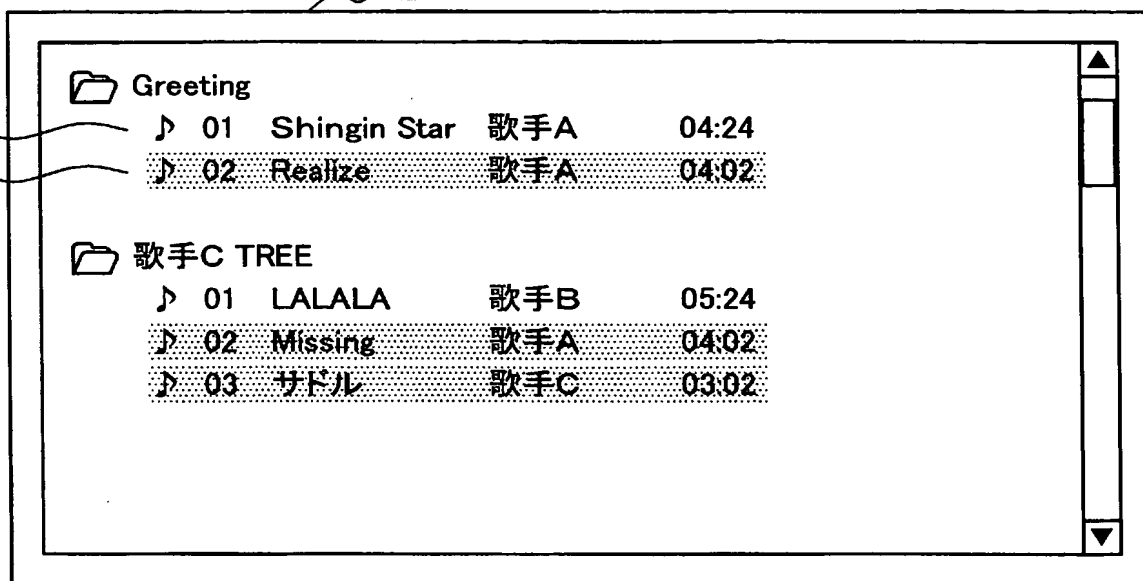 Greeting
♪ 01 Shingin Star 歌手A 04:24
♪ 02 Realize 歌手A 04:02
歌手C TREE
♪ 01 LALALA 歌手B 05:24
♪ 02 Missing 歌手A 04:02
♪ 03 サドル 歌手C 03:02